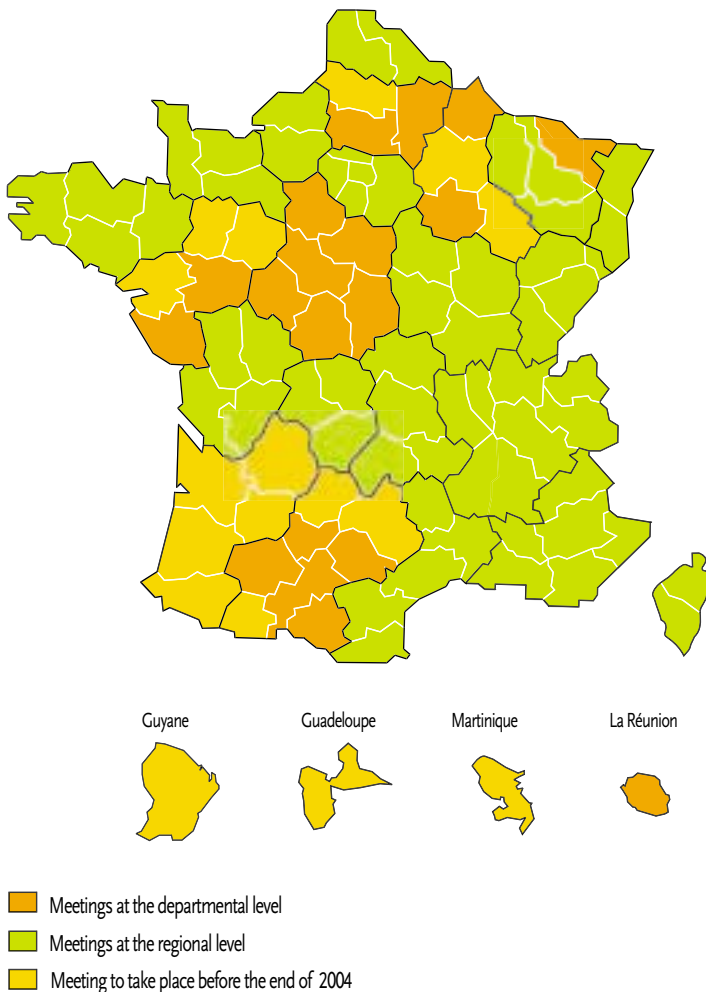 Guyane Guadeloupe Martinique La Réunion
Meetings at the departmental level
Meetings at the regional level
Meeting to take place before the end of 2004